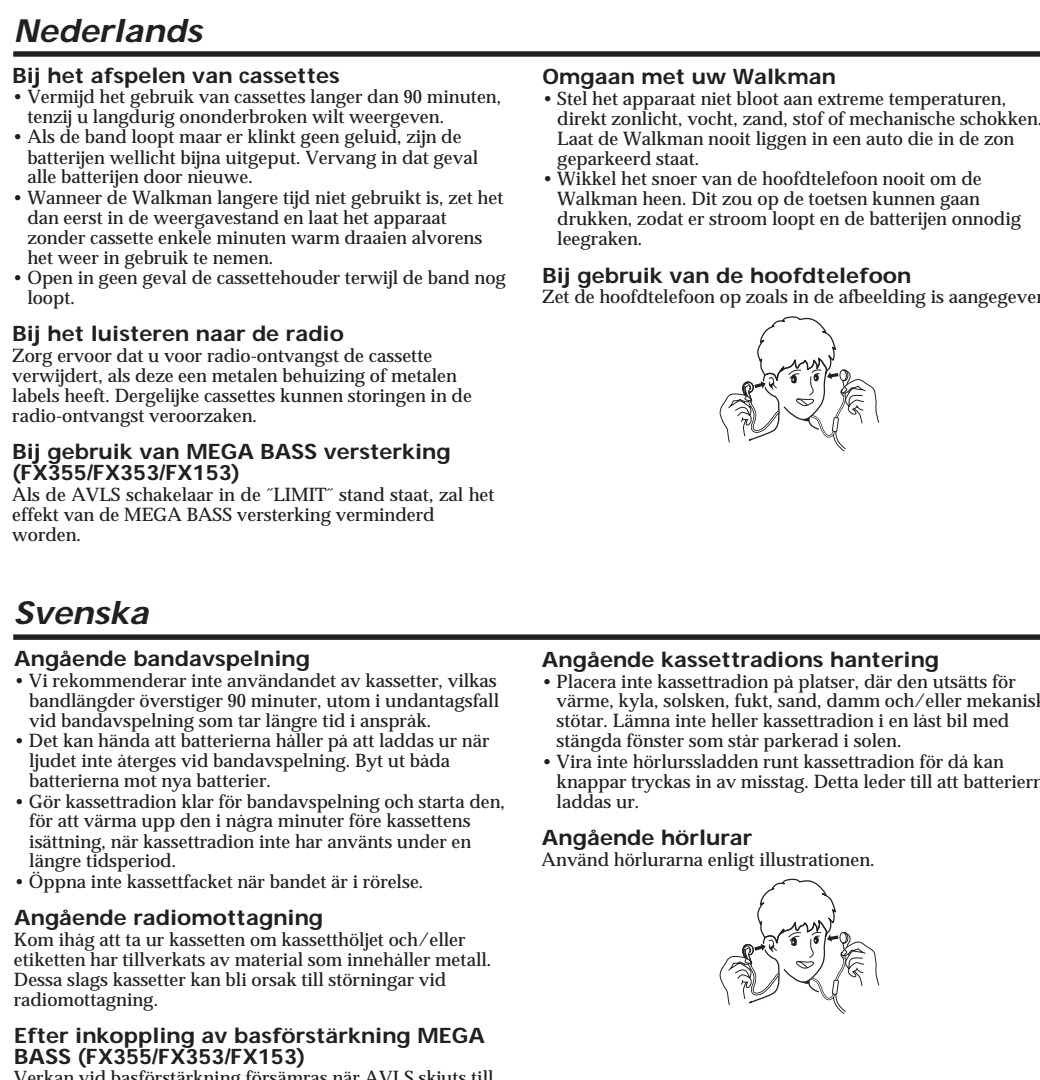 Nederlands
Bij het afspelen van cassettes
• Vermijd het gebruik van cassettes langer dan 90 minuten,
tenzij u langdurig ononderbroken wilt weergeven.
• Als de band loopt maar er klinkt geen geluid, zijn de
batterijen wellicht bijna uitgeput. Vervang in dat geval
alle batterijen door nieuwe.
• Wanneer de Walkman langere tijd niet gebruikt is, zet het
dan eerst in de weergavestand en laat het apparaat
zonder cassette enkele minuten warm draaien alvorens
het weer in gebruik te nemen.
• Open in geen geval de cassettehouder terwijl de band nog
loopt.
Bij het luisteren naar de radio
Zorg ervoor dat u voor radio-ontvangst de cassette
verwijdert, als deze een metalen behuizing of metalen
labels heeft. Dergelijke cassettes kunnen storingen in de
radio-ontvangst veroorzaken.
Bij gebruik van MEGA BASS versterking
(FX355/FX353/FX153)
Als de AVLS schakelaar in de ˝LIMIT˝ stand staat, zal het
effekt van de MEGA BASS versterking verminderd
worden.
Omgaan met uw Walkman
• Stel het apparaat niet bloot aan extreme temperaturen,
direkt zonlicht, vocht, zand, stof of mechanische schokken.
Laat de Walkman nooit liggen in een auto die in de zon
geparkeerd staat.
• Wikkel het snoer van de hoofdtelefoon nooit om de
Walkman heen. Dit zou op de toetsen kunnen gaan
drukken, zodat er stroom loopt en de batterijen onnodig
leegraken.
Bij gebruik van de hoofdtelefoon
Zet de hoofdtelefoon op zoals in de afbeelding is
Svenska
Angående bandavspelning
• Vi rekommenderar inte användandet av kassetter, vilkas
bandlängder överstiger 90 minuter, utom i undantagsfall
vid bandavspelning som tar längre tid i anspråk.
• Det kan hända att batterierna håller på att laddas ur när
ljudet inte återges vid bandavspelning. Byt ut båda
batterierna mot nya batterier.
• Gör kassettradion klar för bandavspelning och starta den,
för att värma upp den i några minuter före kassettens
isättning, när kassettradion inte har använts under en
längre tidsperiod.
• Öppna inte kassettfacket när bandet är i rörelse.
Angående radiomottagning
Kom ihåg att ta ur kassetten om kassetthöljet och/eller
etiketten har tillverkats av material som innehåller metall.
Dessa slags kassetter kan bli orsak till störningar vid
radiomottagning.
Efter inkoppling av basförstärkning MEGA
BASS (FX355/FX353/FX153)
Verkan vid basförstärkning försämras när AVLS skjuts till
Angående kassettradions hantering
• Placera inte kassettradion på platser, där den utsätts för
värme, kyla, solsken, fukt, sand, damm och/eller
stötar. Lämna inte heller kassettradion i en låst bil med
stängda fönster som står parkerad i solen.
• Vira inte hörlurssladden runt kassettradion för då kan
knappar tryckas in av misstag. Detta leder till att
laddas ur.
Angående hörlurar
Använd hörlurarna enligt illustrationen.